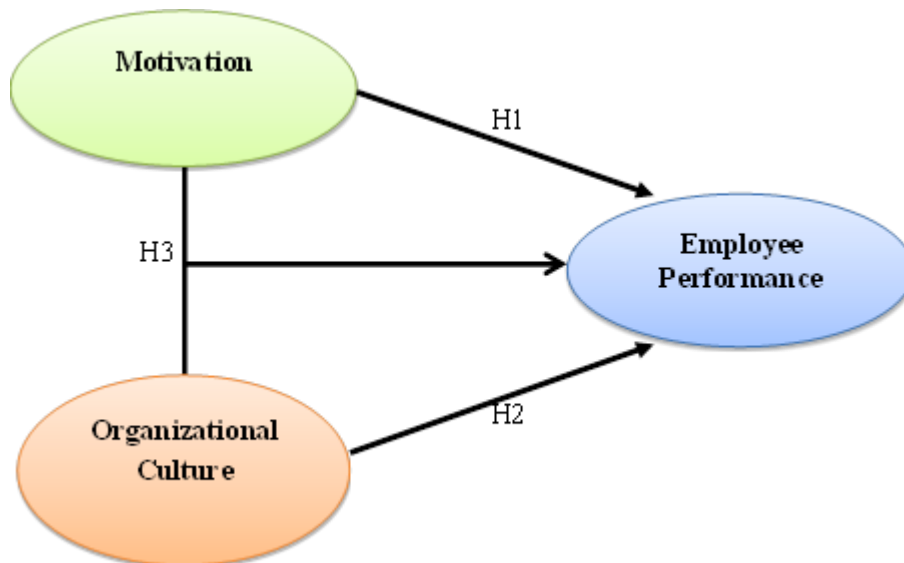 Motivation
H1
Employee
Performance
H3
Organizational
Culture
H2